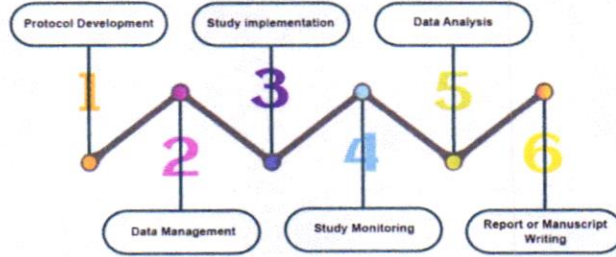 Protocol Development
Study implementation
Data Analysis
1
3
5
2
4
6
Data Management
Study Monitoring
Report or Manuscript
Writing